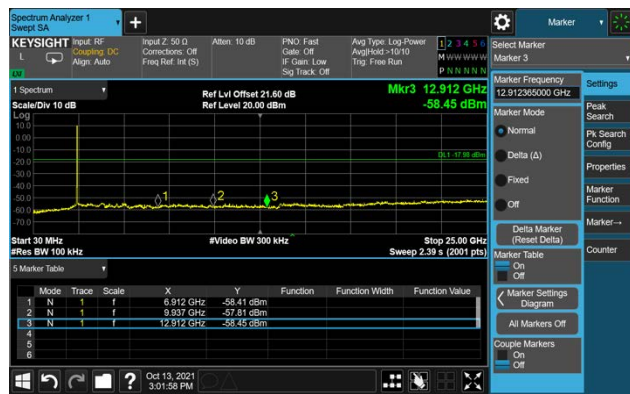 Spectrum Analyzer 1
Swept SA
Marker
KEYSIGHT
L
LV
Input: RF
Coupling: DC
Align: Auto
Input Z: 50 Ω
Corrections: Off
Freq Ref: Int (S)
Atten: 10 dB
PNO: Fast
Gate: Off
IF Gain: Low
Sig Track: Off
Avg Type: Log-Power
Avg|Hold:>10/10
Trig: Free Run
1 2 3 4 5 6
M W W W W W
P N N N N N
Select Marker
Marker 3
1 Spectrum
Scale/Div 10 dB
Log
Ref Lvl Offset 21.60 dB
Ref Level 20.00 dBm
Mkr3 12.912 GHz
-58.45 dBm
10.0
0.00
-10.0
-20.0
-30.0
-40.0
-50.0
-60.0
-70.0
DL1 -17.99 dBm
1
2
3
Start 30 MHz
#Res BW 100 kHz
#Video BW 300 kHz
Stop 25.00 GHz
Sweep 2.39 s (2001 pts)
5 Marker Table
Mode Trace Scale X Y Function Function Width Function Value
1 N 1 f 6.912 GHz -58.41 dBm
2 N 1 f 9.937 GHz -57.81 dBm
3 N 1 f 12.912 GHz -58.45 dBm
4
5
6
Marker Frequency
12.912365000 GHz
Marker Mode
Normal
Delta (Δ)
Fixed
Off
Delta Marker
(Reset Delta)
Marker Table
On
Off
Marker Settings
Diagram
All Markers Off
Couple Markers
On
Off
Settings
Peak
Search
Pk Search
Config
Properties
Marker
Function
Marker→
Counter
?
Oct 13, 2021
3:01:58 PM